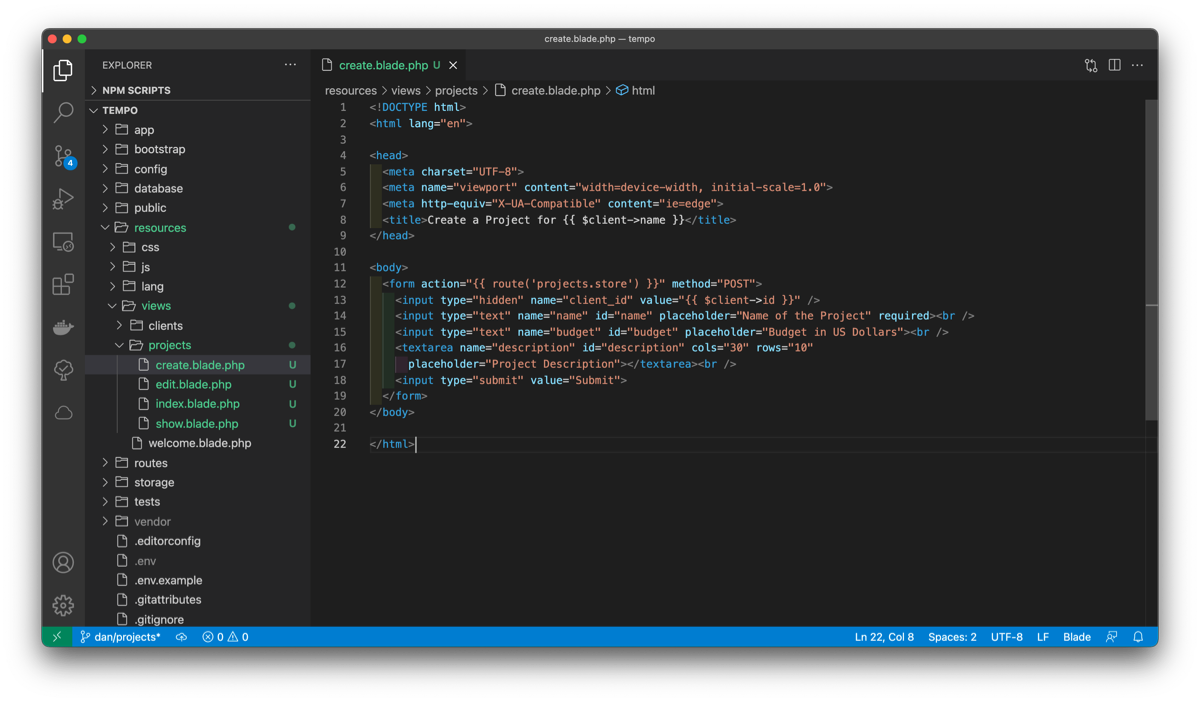 create.blade.php — tempo
EXPLORER
NPM SCRIPTS
TEMPO
app
bootstrap
config
database
public
resources
css
js
lang
views
clients
projects
create.blade.php U
edit.blade.php U
index.blade.php U
show.blade.php U
welcome.blade.php
routes
storage
tests
vendor
.editorconfig
.env
.env.example
.gitattributes
.gitignore
4
create.blade.php U
resources > views > projects > create.blade.php > html
1 <!DOCTYPE html>
2 <html lang="en">
3
4 <head>
5 <meta charset="UTF-8">
6 <meta name="viewport" content="width=device-width, initial-scale=1.0">
7 <meta http-equiv="X-UA-Compatible" content="ie=edge">
8 <title>Create a Project for {{ $client->name }}</title>
9 </head>
10
11 <body>
12 <form action="{{ route('projects.store') }}" method="POST">
13 <input type="hidden" name="client_id" value="{{ $client->id }}" />
14 <input type="text" name="name" id="name" placeholder="Name of the Project" required><br />
15 <input type="text" name="budget" id="budget" placeholder="Budget in US Dollars"><br />
16 <textarea name="description" id="description" cols="30" rows="10"
17 placeholder="Project Description"></textarea><br />
18 <input type="submit" value="Submit">
19 </form>
20 </body>
21
22 </html>
dan/projects* 0 0 Ln 22, Col 8 Spaces: 2 UTF-8 LF Blade